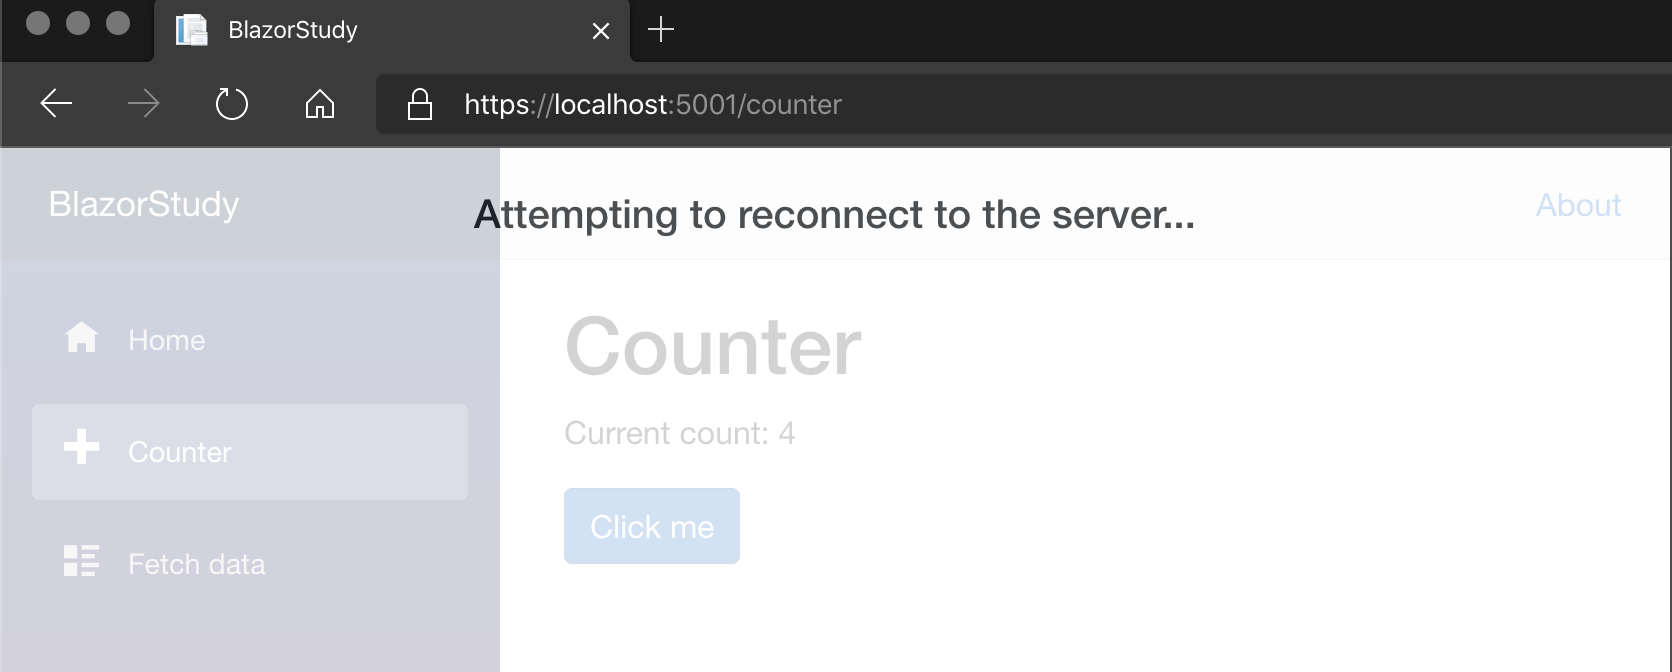 BlazorStudy
https://localhost:5001/counter
BlazorStudy
Attempting to reconnect to the server...
About
Home
Counter
Fetch data
Counter
Current count: 4
Click me